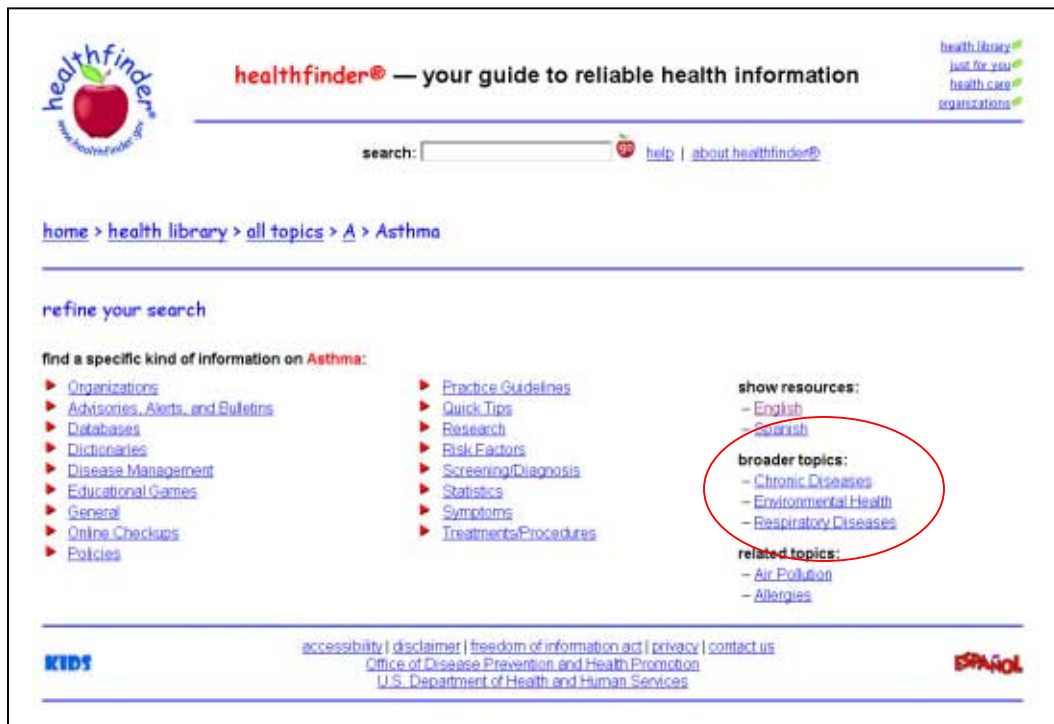 healthfinder®
www.healthfinder.gov
healthfinder® — your guide to reliable health information
health library
just for you
health care
organizations
search:
go
help | about healthfinder®
home > health library > all topics > A > Asthma
refine your search
find a specific kind of information on Asthma:
Organizations
Advisories, Alerts, and Bulletins
Databases
Dictionaries
Disease Management
Educational Games
General
Online Checkups
Policies
Practice Guidelines
Quick Tips
Research
Risk Factors
Screening/Diagnosis
Statistics
Symptoms
Treatments/Procedures
show resources:
– English
– Spanish
broader topics:
– Chronic Diseases
– Environmental Health
– Respiratory Diseases
related topics:
– Air Pollution
– Allergies
KIDS
accessibility | disclaimer | freedom of information act | privacy | contact us
Office of Disease Prevention and Health Promotion
U.S. Department of Health and Human Services
ESPAÑOL